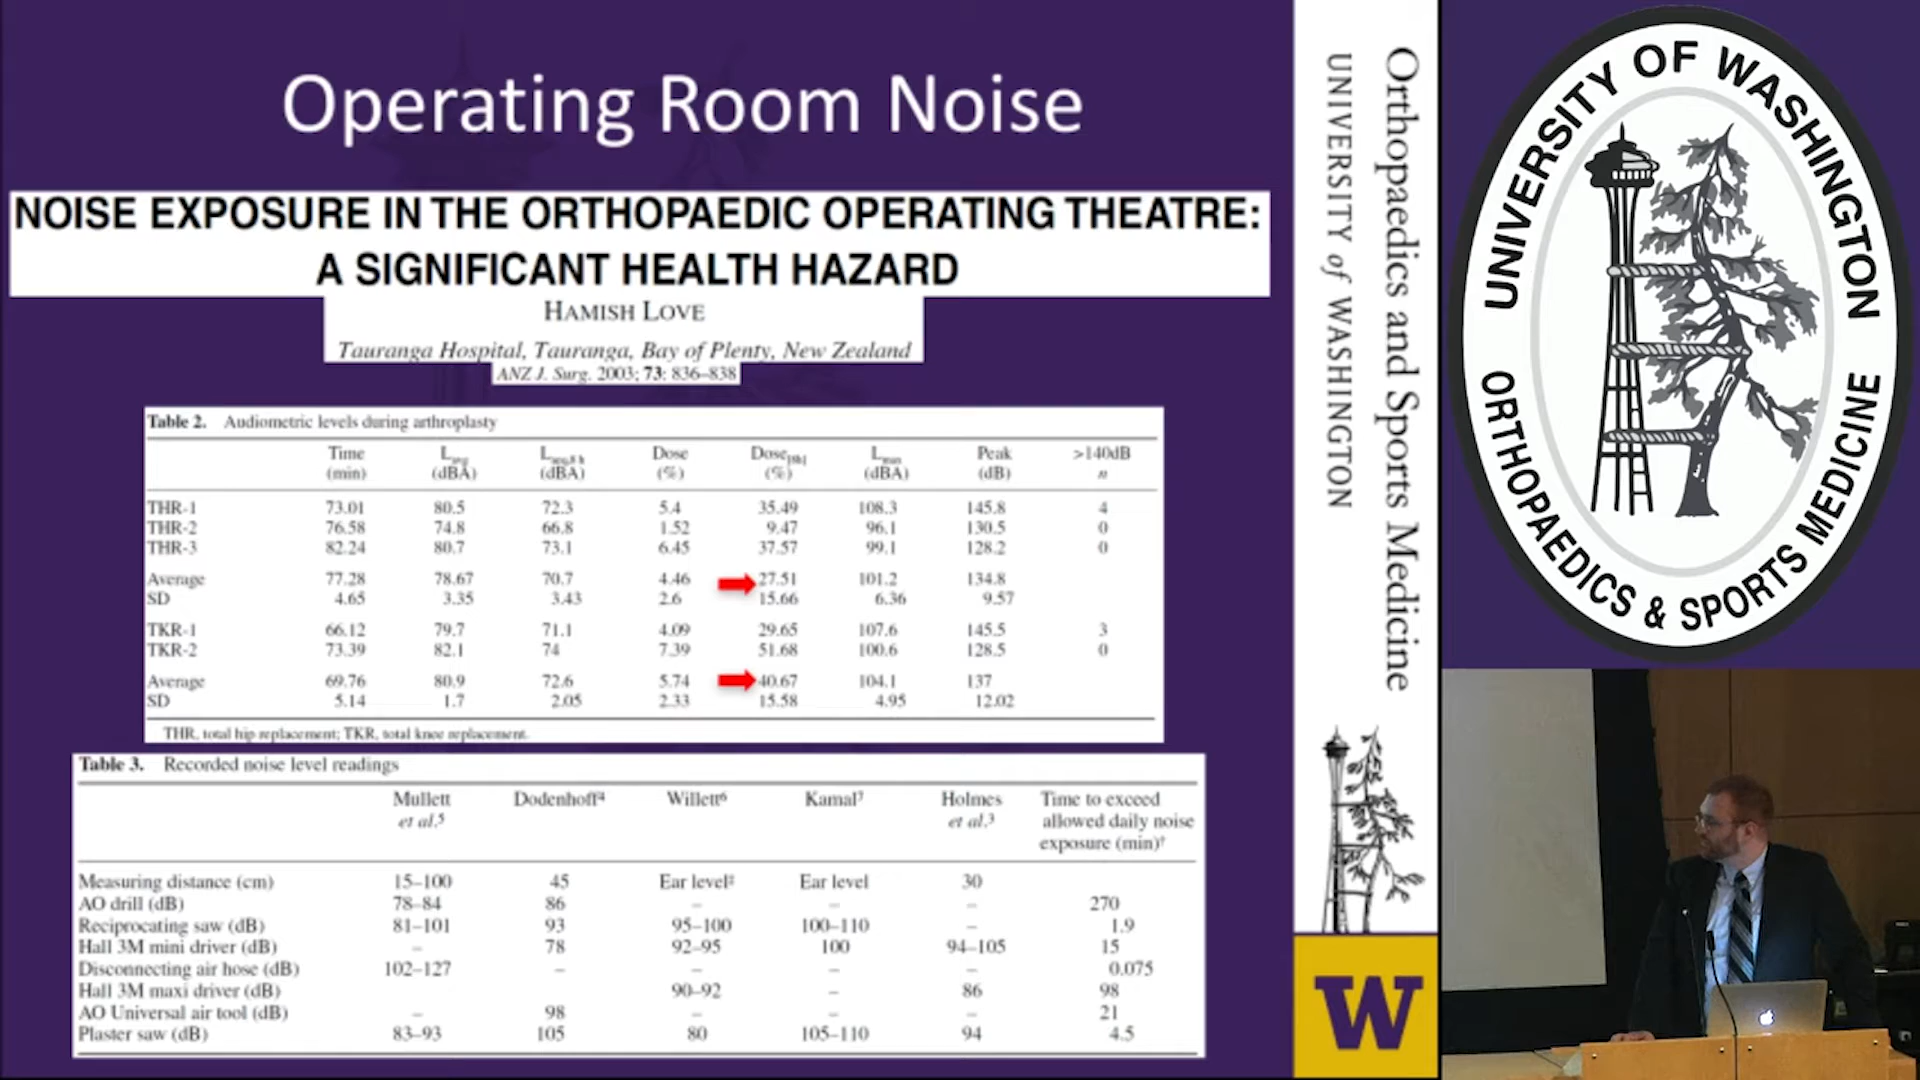 Operating Room Noise
NOISE EXPOSURE IN THE ORTHOPAEDIC OPERATING THEATRE:
A SIGNIFICANT HEALTH HAZARD
HAMISH LOVE
Tauranga Hospital, Tauranga, Bay of Plenty, New Zealand
ANZ J. Surg. 2003; 73: 836–838
Table 2. Audiometric levels during arthroplasty
Time Lavg Lavg,8 h Dose Dose[8h] Lmax Peak >140dB
(min) (dBA) (dBA) (%) (%) (dBA) (dB) n
THR-1 73.01 80.5 72.3 5.4 35.49 108.3 145.8 4
THR-2 76.58 74.8 66.8 1.52 9.47 96.1 130.5 0
THR-3 82.24 80.7 73.1 6.45 37.57 99.1 128.2 0
Average 77.28 78.67 70.7 4.46 27.51 101.2 134.8
SD 4.65 3.35 3.43 2.6 15.66 6.36 9.57
TKR-1 66.12 79.7 71.1 4.09 29.65 107.6 145.5 3
TKR-2 73.39 82.1 74 7.39 51.68 100.6 128.5 0
Average 69.76 80.9 72.6 5.74 40.67 104.1 137
SD 5.14 1.7 2.05 2.33 15.58 4.95 12.02
THR, total hip replacement; TKR, total knee replacement.
Table 3. Recorded noise level readings
Mullett Dodenhoff⁴ Willett⁶ Kamal⁷ Holmes Time to exceed
et al.⁵ et al.³ allowed daily noise
exposure (min)†
Measuring distance (cm) 15–100 45 Ear level‡ Ear level 30
AO drill (dB) 78–84 86 – – – 270
Reciprocating saw (dB) 81–101 93 95–100 100–110 – 1.9
Hall 3M mini driver (dB) – 78 92–95 100 94–105 15
Disconnecting air hose (dB) 102–127 – – – – 0.075
Hall 3M maxi driver (dB) 90–92 – 86 98
AO Universal air tool (dB) – 98 – – – 21
Plaster saw (dB) 83–93 105 80 105–110 94 4.5
Orthopaedics and Sports Medicine
UNIVERSITY of WASHINGTON
W
UNIVERSITY OF WASHINGTON
ORTHOPAEDICS & SPORTS MEDICINE